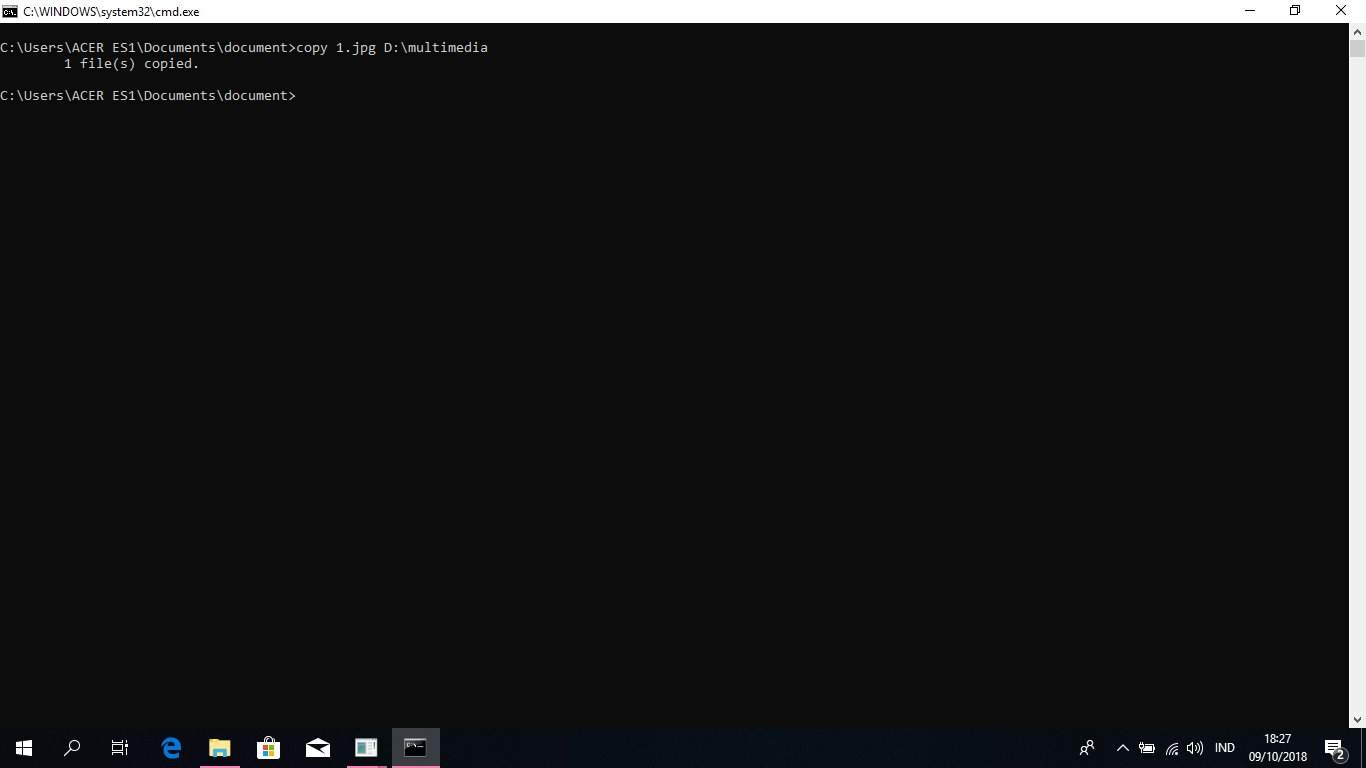 C:\WINDOWS\system32\cmd.exe
C:\Users\ACER ES1\Documents\document>copy 1.jpg D:\multimedia
        1 file(s) copied.
C:\Users\ACER ES1\Documents\document>
IND
18:27
09/10/2018
2